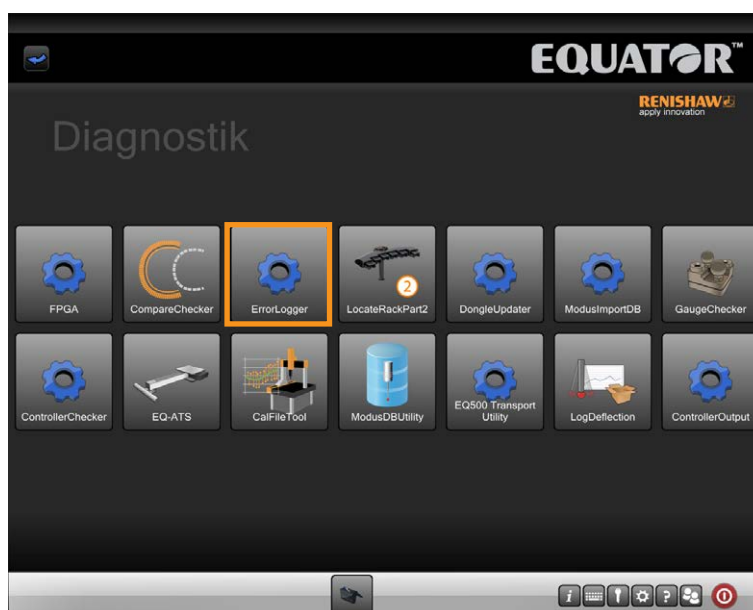 EQUATOR™
RENISHAW
apply innovation
Diagnostik
FPGA
CompareChecker
ErrorLogger
2
LocateRackPart2
DongleUpdater
ModusImportDB
GaugeChecker
ControllerChecker
EQ-ATS
CalFileTool
ModusDBUtility
EQ500 Transport
Utility
LogDeflection
ControllerOutput